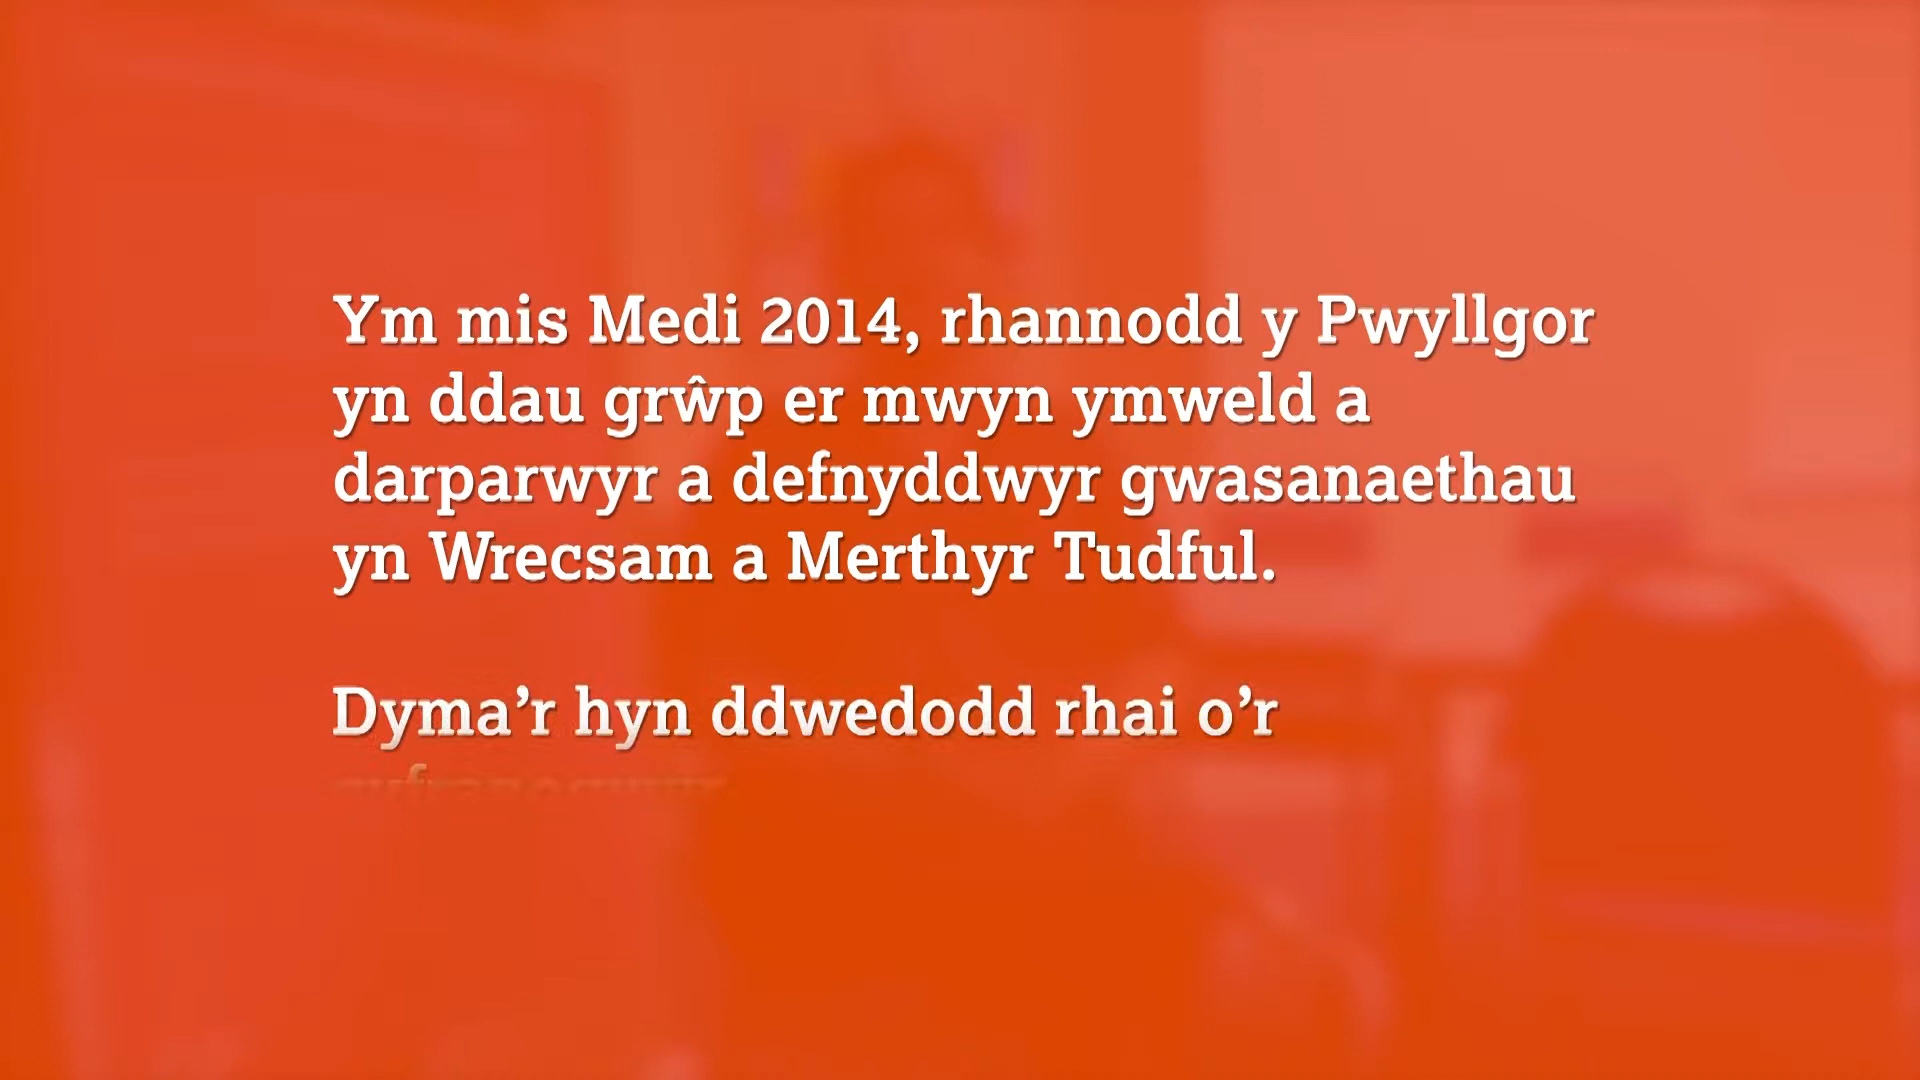 Ym mis Medi 2014, rhannodd y Pwyllgor
yn ddau grŵp er mwyn ymweld a
darparwyr a defnyddwyr gwasanaethau
yn Wrecsam a Merthyr Tudful.
Dyma’r hyn ddwedodd rhai o’r